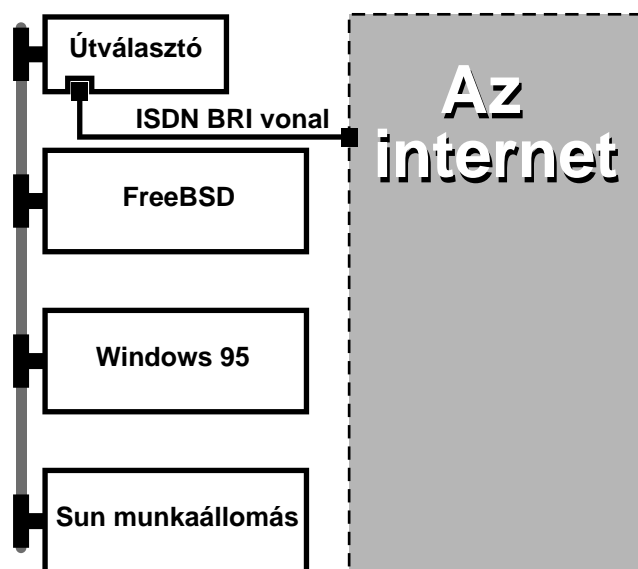 Útválasztó
ISDN BRI vonal
Az
internet
FreeBSD
Windows 95
Sun munkaállomás